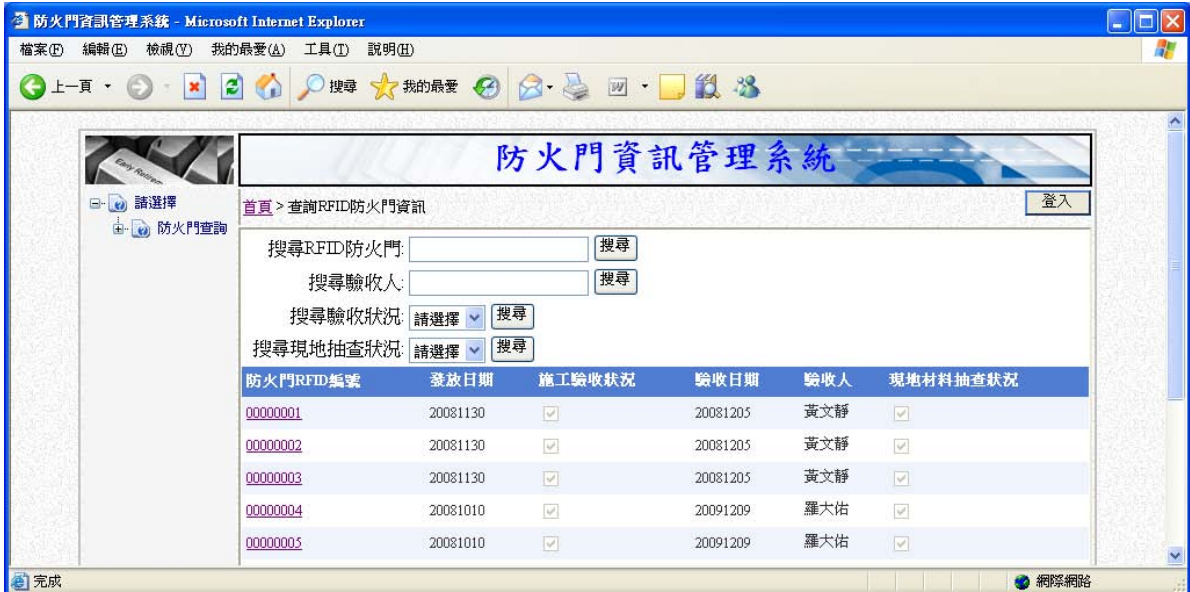 防火門資訊管理系統 - Microsoft Internet Explorer
檔案(F) 編輯(E) 檢視(V) 我的最愛(A) 工具(T) 說明(H)
上一頁 搜尋 我的最愛
Early Retirem
防火門資訊管理系統
請選擇
防火門查詢
首頁 > 查詢RFID防火門資訊
登入
搜尋RFID防火門: 搜尋
搜尋驗收人: 搜尋
搜尋驗收狀況: 請選擇 搜尋
搜尋現地抽查狀況: 請選擇 搜尋
防火門RFID編號 發放日期 施工驗收狀況 驗收日期 驗收人 現地材料抽查狀況
00000001 20081130 20081205 黃文靜
00000002 20081130 20081205 黃文靜
00000003 20081130 20081205 黃文靜
00000004 20081010 20091209 羅大佑
00000005 20081010 20091209 羅大佑
完成 網際網路